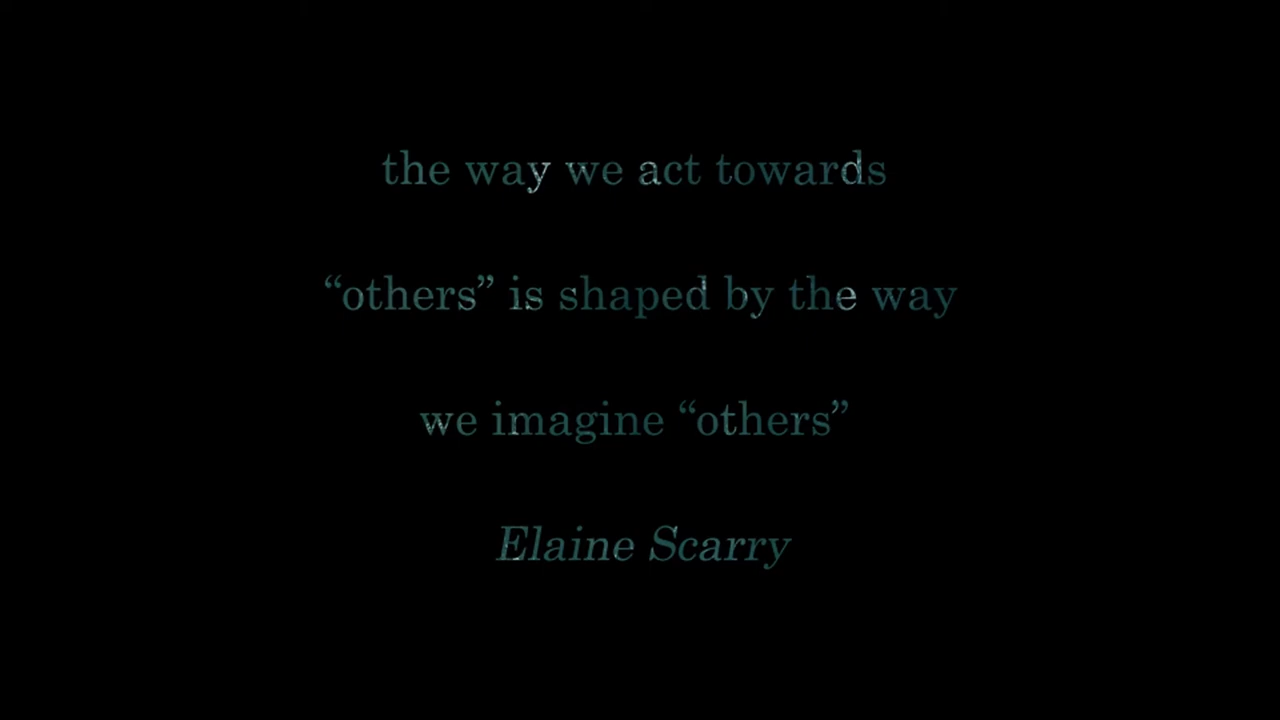 the way we act towards
“others” is shaped by the way
we imagine “others”
Elaine Scarry